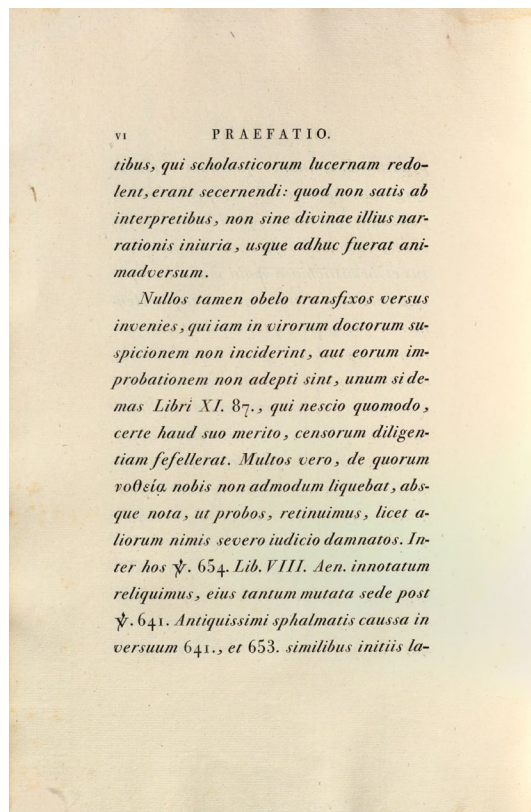 VI PRAEFATIO.
tibus, qui scholasticorum lucernam redo-
lent, erant secernendi: quod non satis ab
interpretibus, non sine divinae illius nar-
rationis iniuria, usque adhuc fuerat ani-
madversum.
Nullos tamen obelo transfixos versus
invenies, qui iam in virorum doctorum su-
spicionem non inciderint, aut eorum im-
probationem non adepti sint, unum si de-
mas Libri XI. 87., qui nescio quomodo,
certe haud suo merito, censorum diligen-
tiam fefellerat. Multos vero, de quorum
νοθείᾳ nobis non admodum liquebat, abs-
que nota, ut probos, retinuimus, licet a-
liorum nimis severo iudicio damnatos. In-
ter hos ℣. 654. Lib. VIII. Aen. innotatum
reliquimus, eius tantum mutata sede post
℣. 641. Antiquissimi sphalmatis caussa in
versuum 641., et 653. similibus initiis la-